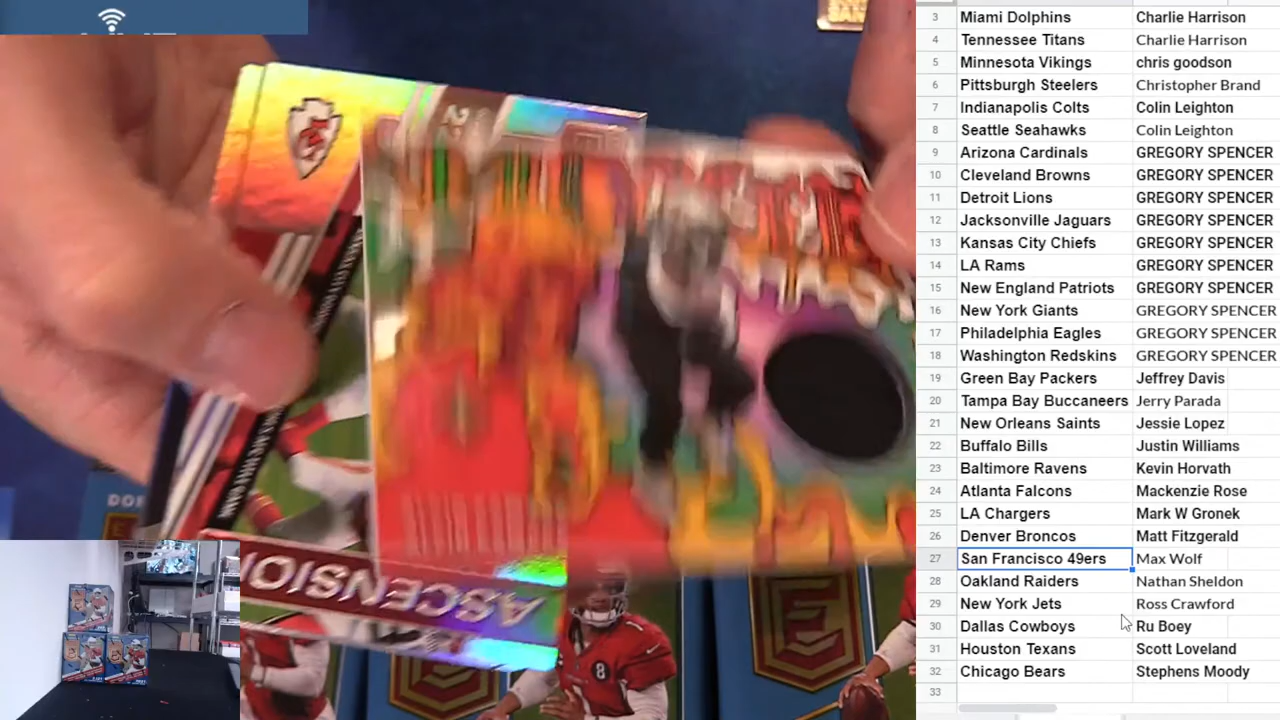 3 Miami Dolphins Charlie Harrison
4 Tennessee Titans Charlie Harrison
5 Minnesota Vikings chris goodson
6 Pittsburgh Steelers Christopher Brand
7 Indianapolis Colts Colin Leighton
8 Seattle Seahawks Colin Leighton
9 Arizona Cardinals GREGORY SPENCER
10 Cleveland Browns GREGORY SPENCER
11 Detroit Lions GREGORY SPENCER
12 Jacksonville Jaguars GREGORY SPENCER
13 Kansas City Chiefs GREGORY SPENCER
14 LA Rams GREGORY SPENCER
15 New England Patriots GREGORY SPENCER
16 New York Giants GREGORY SPENCER
17 Philadelphia Eagles GREGORY SPENCER
18 Washington Redskins GREGORY SPENCER
19 Green Bay Packers Jeffrey Davis
20 Tampa Bay Buccaneers Jerry Parada
21 New Orleans Saints Jessie Lopez
22 Buffalo Bills Justin Williams
23 Baltimore Ravens Kevin Horvath
24 Atlanta Falcons Mackenzie Rose
25 LA Chargers Mark W Gronek
26 Denver Broncos Matt Fitzgerald
27 San Francisco 49ers Max Wolf
28 Oakland Raiders Nathan Sheldon
29 New York Jets Ross Crawford
30 Dallas Cowboys Ru Boey
31 Houston Texans Scott Loveland
32 Chicago Bears Stephens Moody
33
ASCENSION